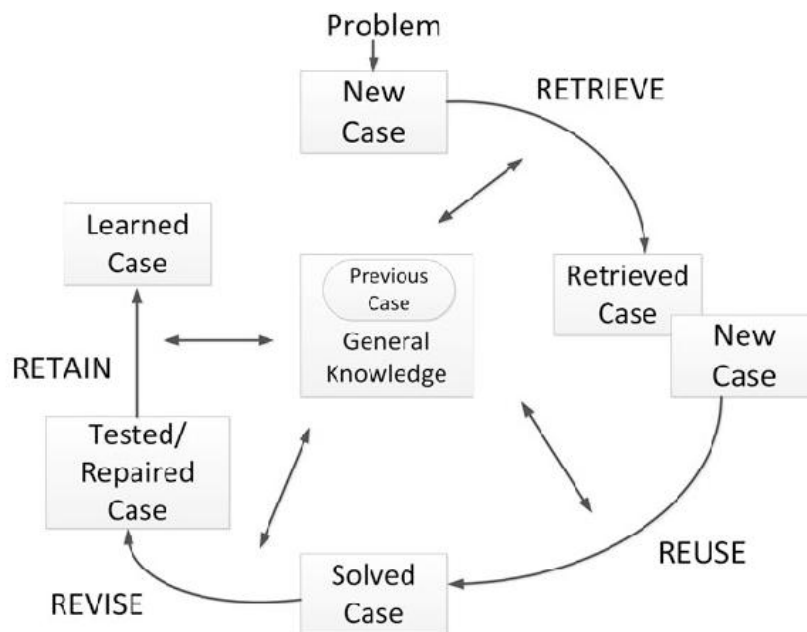 Problem
New
Case
RETRIEVE
Learned
Case
Previous
Case
General
Knowledge
Retrieved
Case
New
Case
RETAIN
Tested/
Repaired
Case
REUSE
Solved
Case
REVISE